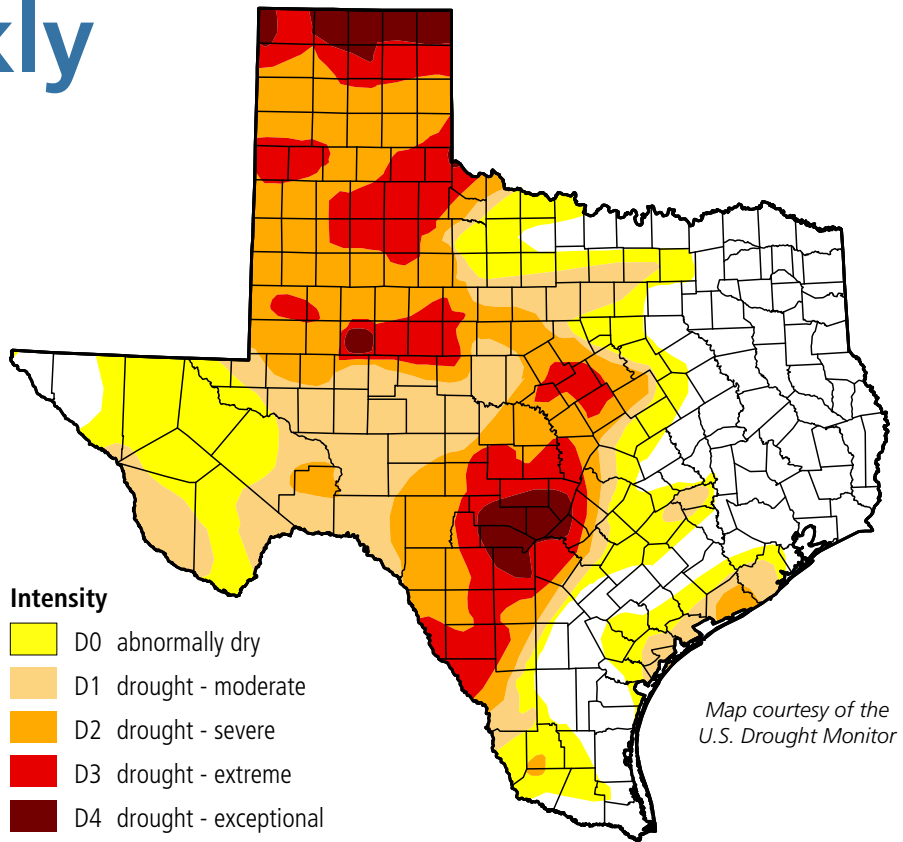 kly
Intensity
D0 abnormally dry
D1 drought - moderate
D2 drought - severe
D3 drought - extreme
D4 drought - exceptional
Map courtesy of the
U.S. Drought Monitor